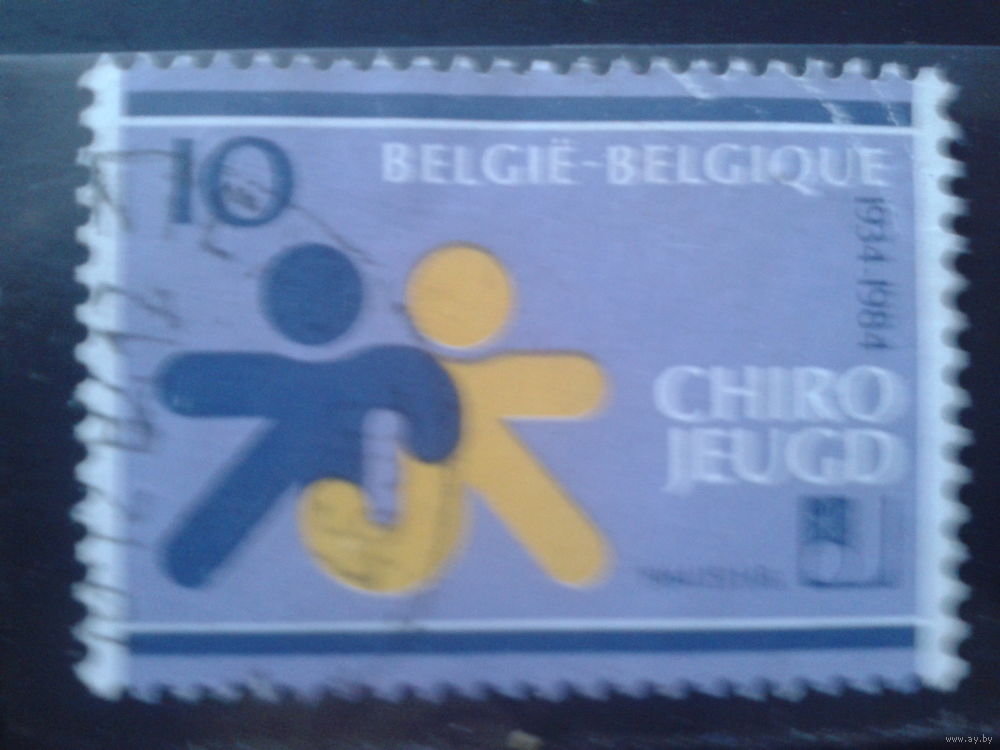 10
BELGIË-BELGIQUE
1934-1984
CHIRO
JEUGD
www.ay.by